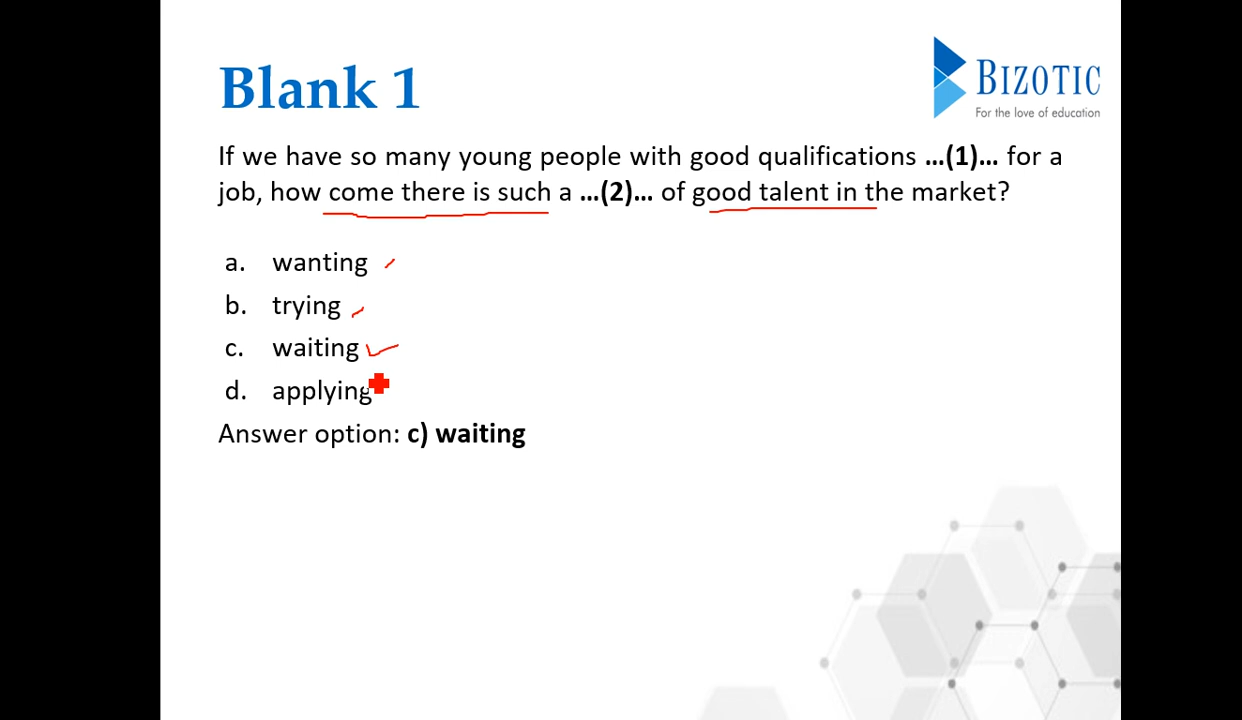 Blank 1
BIZOTIC
For the love of education
If we have so many young people with good qualifications ...(1)... for a
job, how come there is such a ...(2)... of good talent in the market?
a. wanting
b. trying
c. waiting
d. applying
Answer option: c) waiting